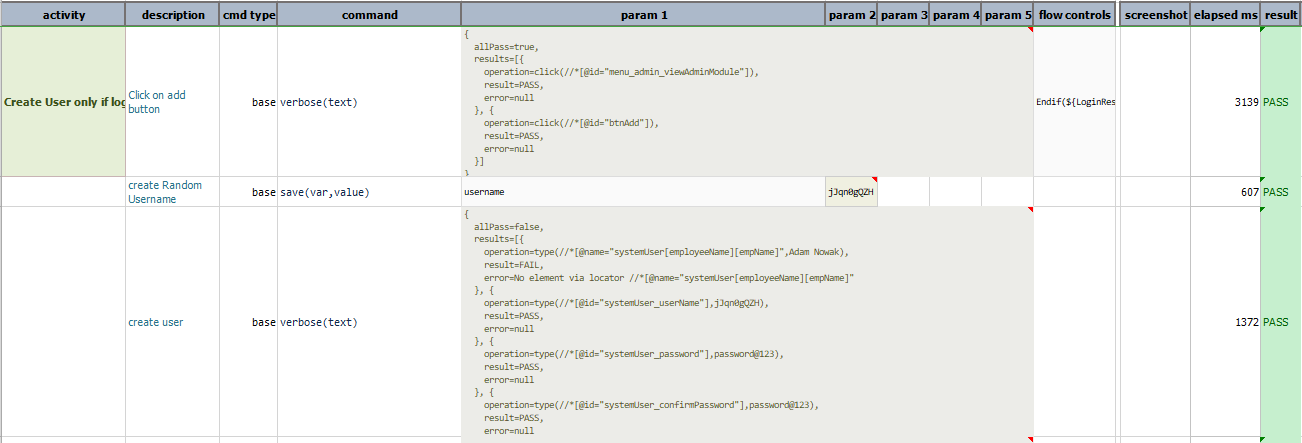 activity description cmd type command param 1 param 2 param 3 param 4 param 5 flow controls screenshot elapsed ms result
Create User only if log
Click on add
button
base verbose(text)
{
allPass=true,
results=[{
operation=click(//*[@id="menu_admin_viewAdminModule"]),
result=PASS,
error=null
}, {
operation=click(//*[@id="btnAdd"]),
result=PASS,
error=null
}]
}
Endif(${LoginRes
3139 PASS
create Random
Username
base save(var,value) username jJqn0gQZH 607 PASS
create user
base verbose(text)
{
allPass=false,
results=[{
operation=type(//*[@name="systemUser[employeeName][empName]",Adam Nowak),
result=FAIL,
error=No element via locator //*[@name="systemUser[employeeName][empName]"
}, {
operation=type(//*[@id="systemUser_userName"],jJqn0gQZH),
result=PASS,
error=null
}, {
operation=type(//*[@id="systemUser_password"],password@123),
result=PASS,
error=null
}, {
operation=type(//*[@id="systemUser_confirmPassword"],password@123),
result=PASS,
error=null
1372 PASS